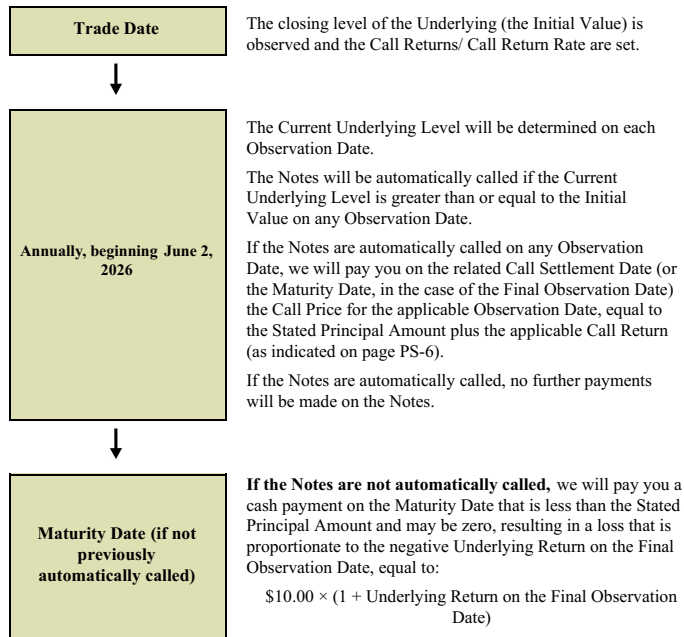 Trade Date
The closing level of the Underlying (the Initial Value) is
observed and the Call Returns/ Call Return Rate are set.
Annually, beginning June 2,
2026
The Current Underlying Level will be determined on each
Observation Date.
The Notes will be automatically called if the Current
Underlying Level is greater than or equal to the Initial
Value on any Observation Date.
If the Notes are automatically called on any Observation
Date, we will pay you on the related Call Settlement Date (or
the Maturity Date, in the case of the Final Observation Date)
the Call Price for the applicable Observation Date, equal to
the Stated Principal Amount plus the applicable Call Return
(as indicated on page PS-6).
If the Notes are automatically called, no further payments
will be made on the Notes.
Maturity Date (if not
previously
automatically called)
If the Notes are not automatically called, we will pay you a
cash payment on the Maturity Date that is less than the Stated
Principal Amount and may be zero, resulting in a loss that is
proportionate to the negative Underlying Return on the Final
Observation Date, equal to:
$10.00 × (1 + Underlying Return on the Final Observation
Date)